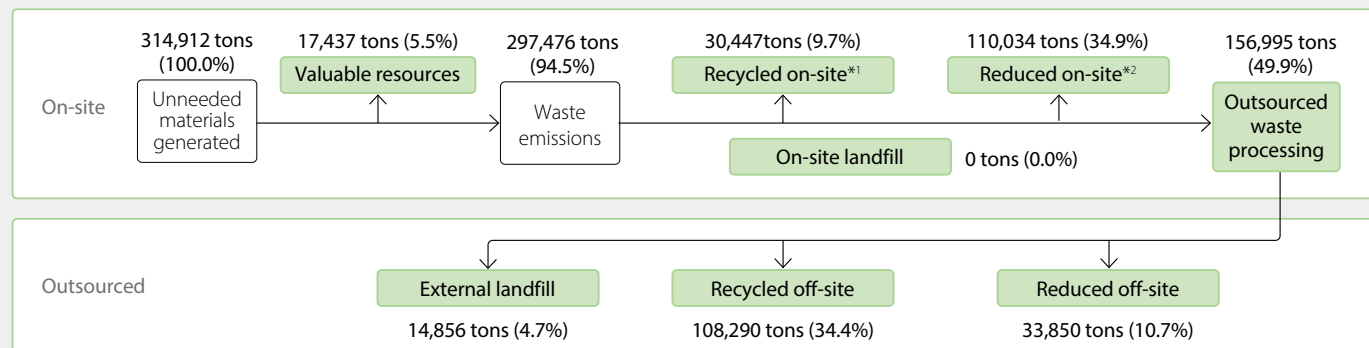 314,912 tons
(100.0%)
17,437 tons (5.5%)
297,476 tons
(94.5%)
30,447tons (9.7%)
110,034 tons (34.9%)
156,995 tons
(49.9%)
On-site
Unneeded
materials
generated
Valuable resources
Waste
emissions
Recycled on-site*1
Reduced on-site*2
Outsourced
waste
processing
On-site landfill
0 tons (0.0%)
Outsourced
External landfill
Recycled off-site
Reduced off-site
14,856 tons (4.7%)
108,290 tons (34.4%)
33,850 tons (10.7%)